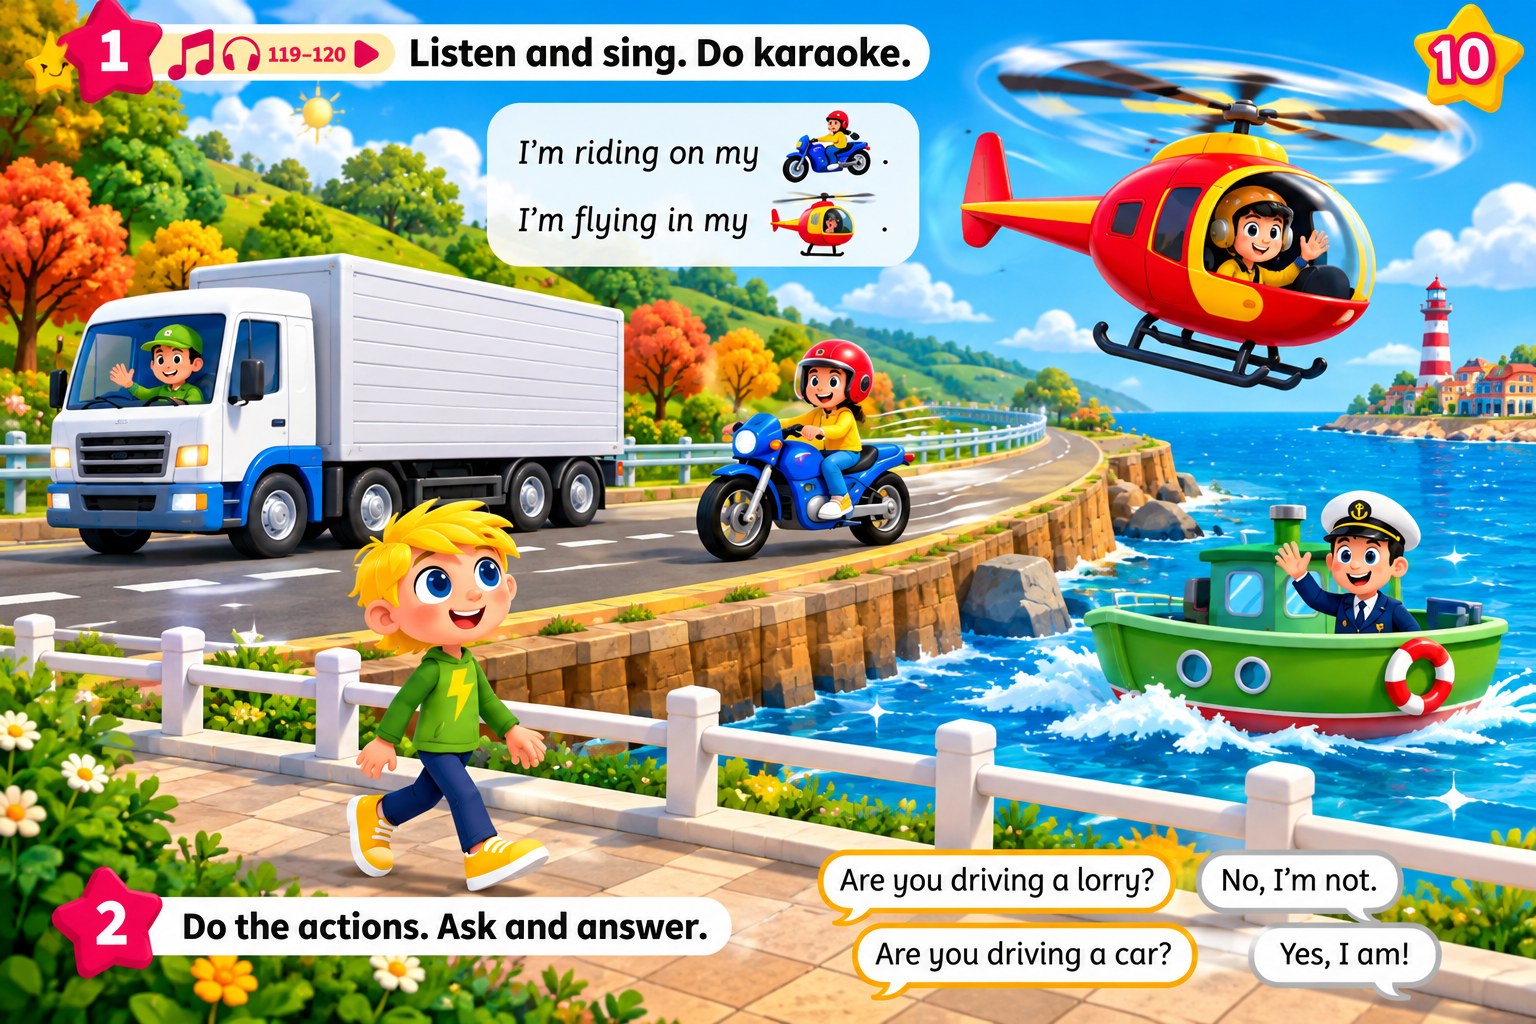 1
119–120
Listen and sing. Do karaoke.
10
I'm riding on my .
I'm flying in my .
2
Do the actions. Ask and answer.
Are you driving a lorry?
No, I'm not.
Are you driving a car?
Yes, I am!